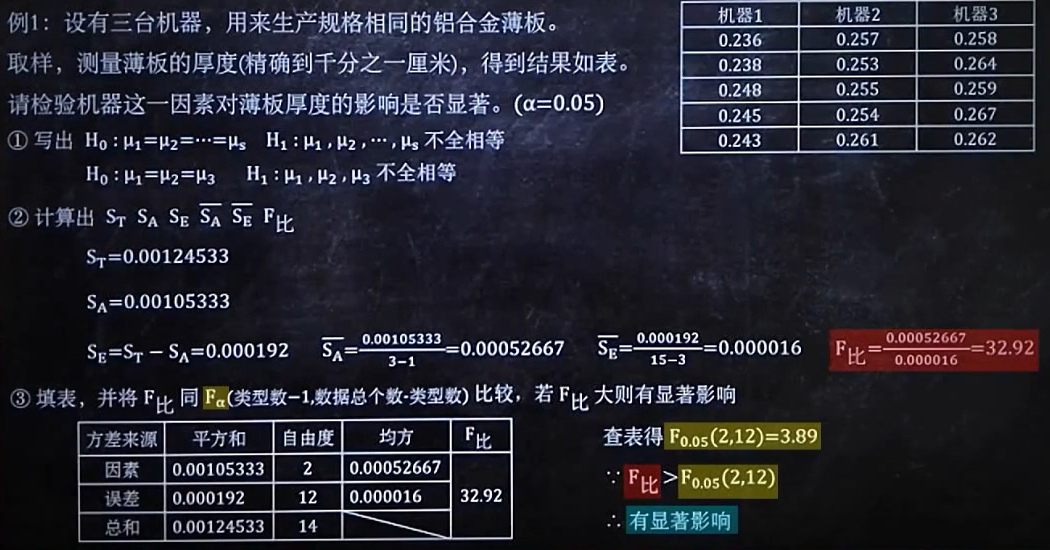 例1：设有三台机器，用来生产规格相同的铝合金薄板。
取样，测量薄板的厚度(精确到千分之一厘米)，得到结果如表。
请检验机器这一因素对薄板厚度的影响是否显著。(α=0.05)
机器1 机器2 机器3
0.236 0.257 0.258
0.238 0.253 0.264
0.248 0.255 0.259
0.245 0.254 0.267
0.243 0.261 0.262
① 写出 H₀：μ₁=μ₂=⋯=μₛ H₁：μ₁，μ₂，⋯，μₛ 不全相等
H₀：μ₁=μ₂=μ₃ H₁：μ₁，μ₂，μ₃ 不全相等
② 计算出 S_T S_A S_E \overline{S_A} \overline{S_E} F比
S_T=0.00124533
S_A=0.00105333
S_E=S_T − S_A=0.000192 \overline{S_A}=\frac{0.00105333}{3−1}=0.00052667 \overline{S_E}=\frac{0.000192}{15−3}=0.000016 F比=\frac{0.00052667}{0.000016}=32.92
③ 填表，并将 F比 同 Fα(类型数−1,数据总个数-类型数) 比较，若 F比 大则有显著影响
方差来源 平方和 自由度 均方 F比
因素 0.00105333 2 0.00052667
误差 0.000192 12 0.000016 32.92
总和 0.00124533 14
查表得 F₀.₀₅(2,12)=3.89
∵ F比>F₀.₀₅(2,12)
∴ 有显著影响